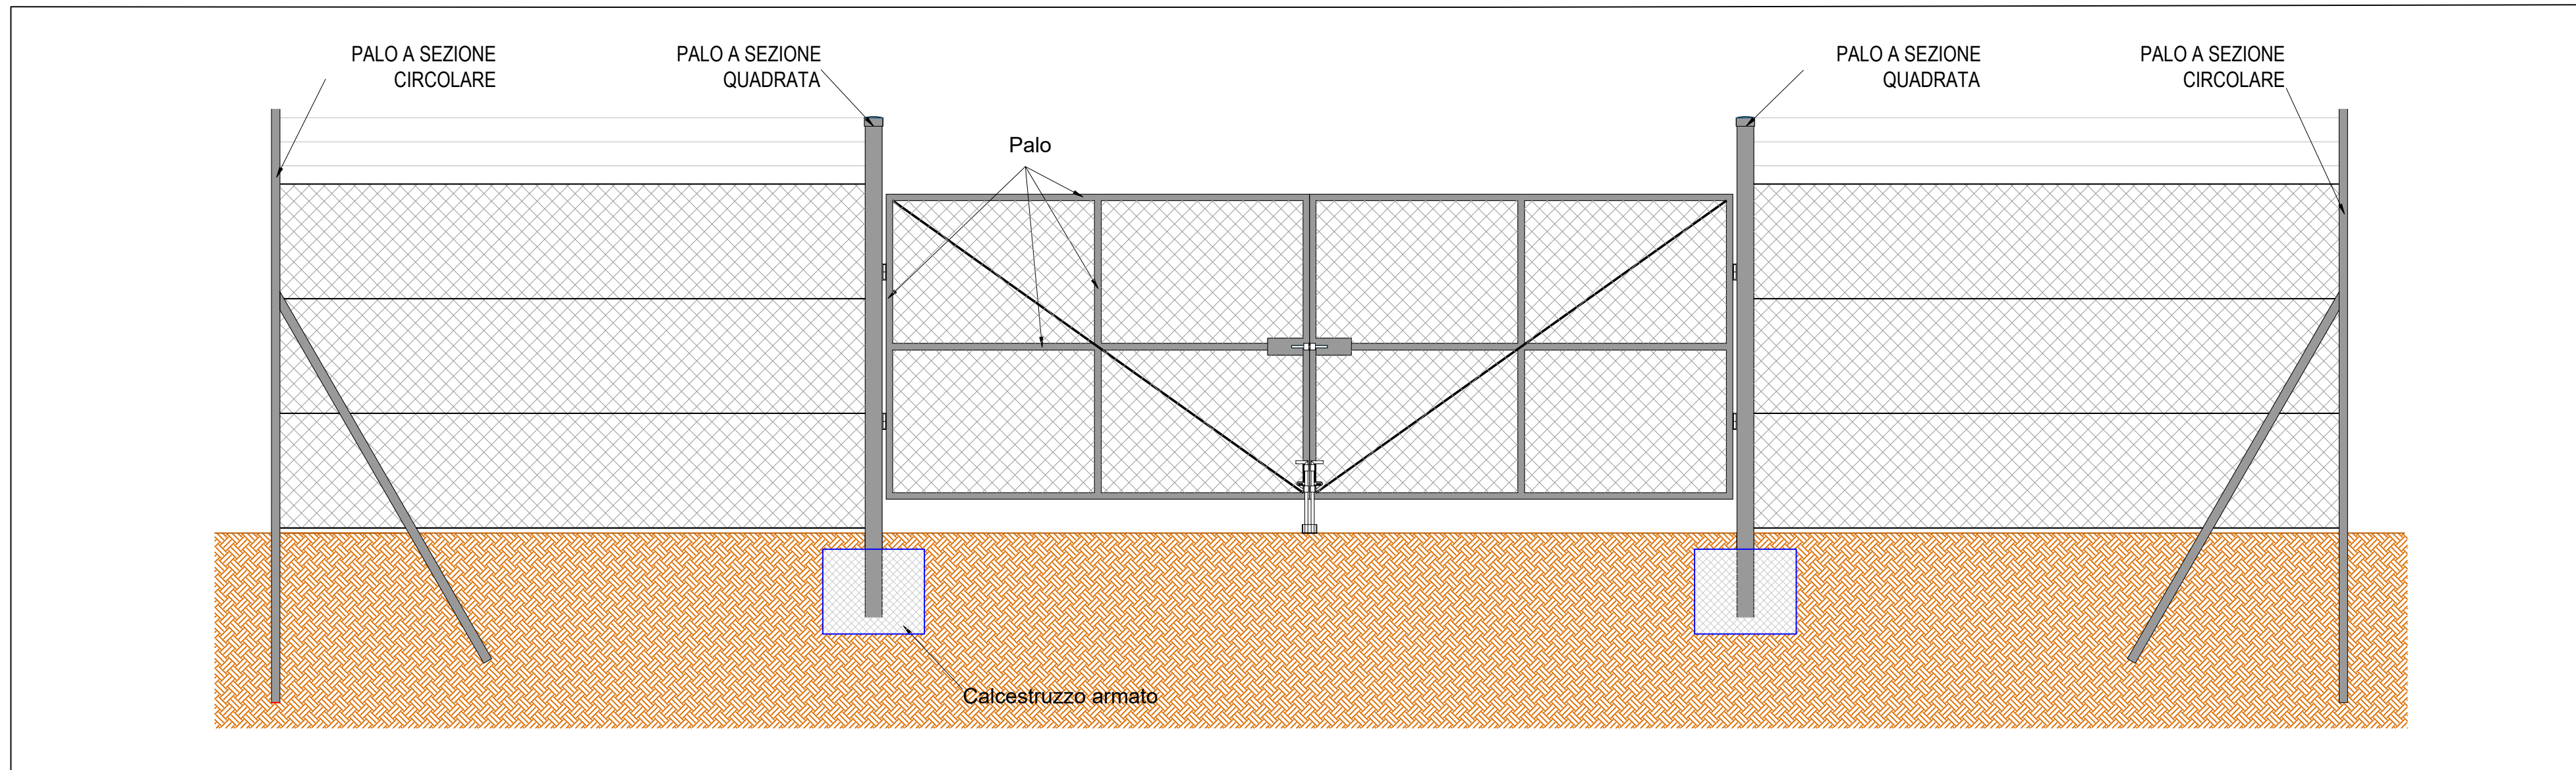 PALO A SEZIONE
CIRCOLARE
PALO A SEZIONE
QUADRATA
PALO A SEZIONE
QUADRATA
PALO A SEZIONE
CIRCOLARE
Palo
Calcestruzzo armato